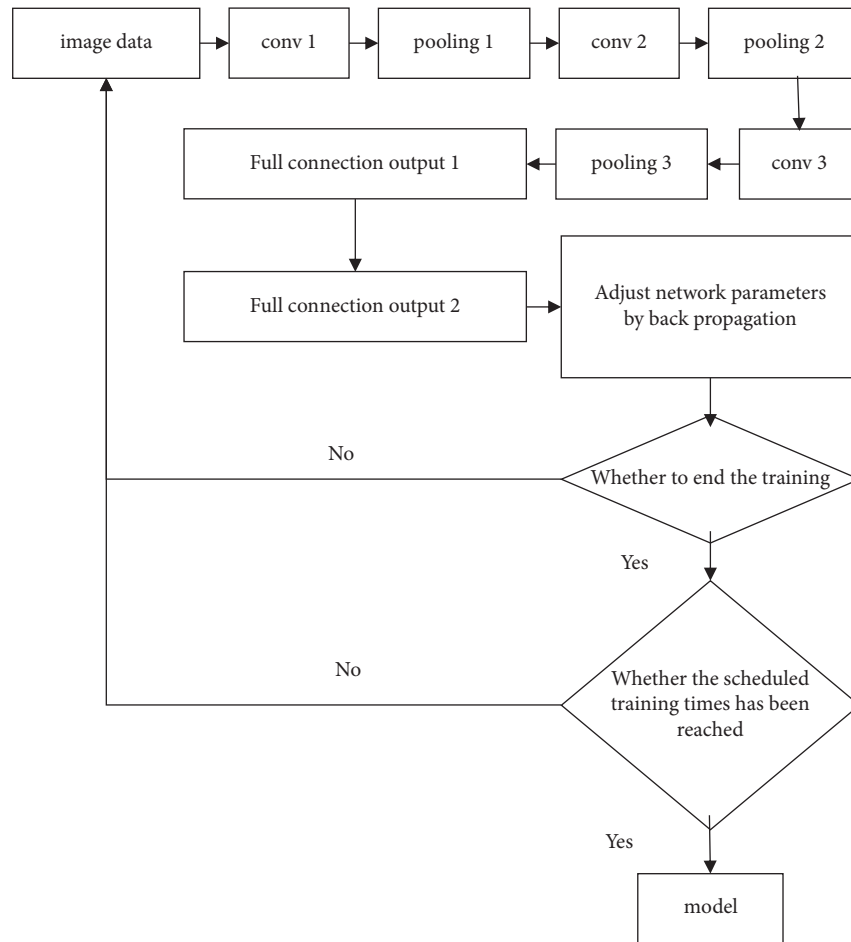 image data
conv 1
pooling 1
conv 2
pooling 2
Full connection output 1
pooling 3
conv 3
Full connection output 2
Adjust network parameters
by back propagation
No
Whether to end the training
Yes
No
Whether the scheduled
training times has been
reached
Yes
model